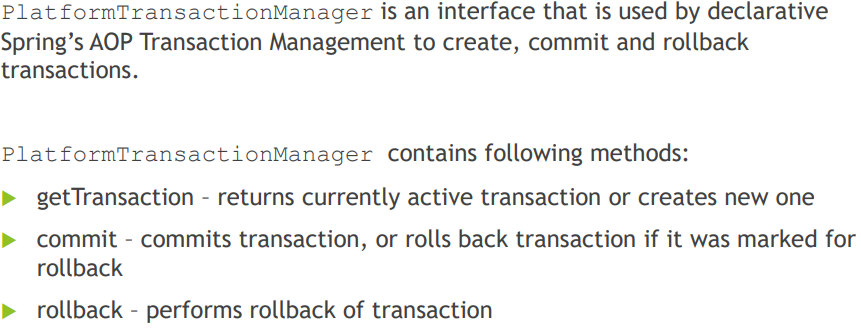 PlatformTransactionManager is an interface that is used by declarative
Spring’s AOP Transaction Management to create, commit and rollback
transactions.
PlatformTransactionManager contains following methods:
getTransaction – returns currently active transaction or creates new one
commit – commits transaction, or rolls back transaction if it was marked for
rollback
rollback – performs rollback of transaction